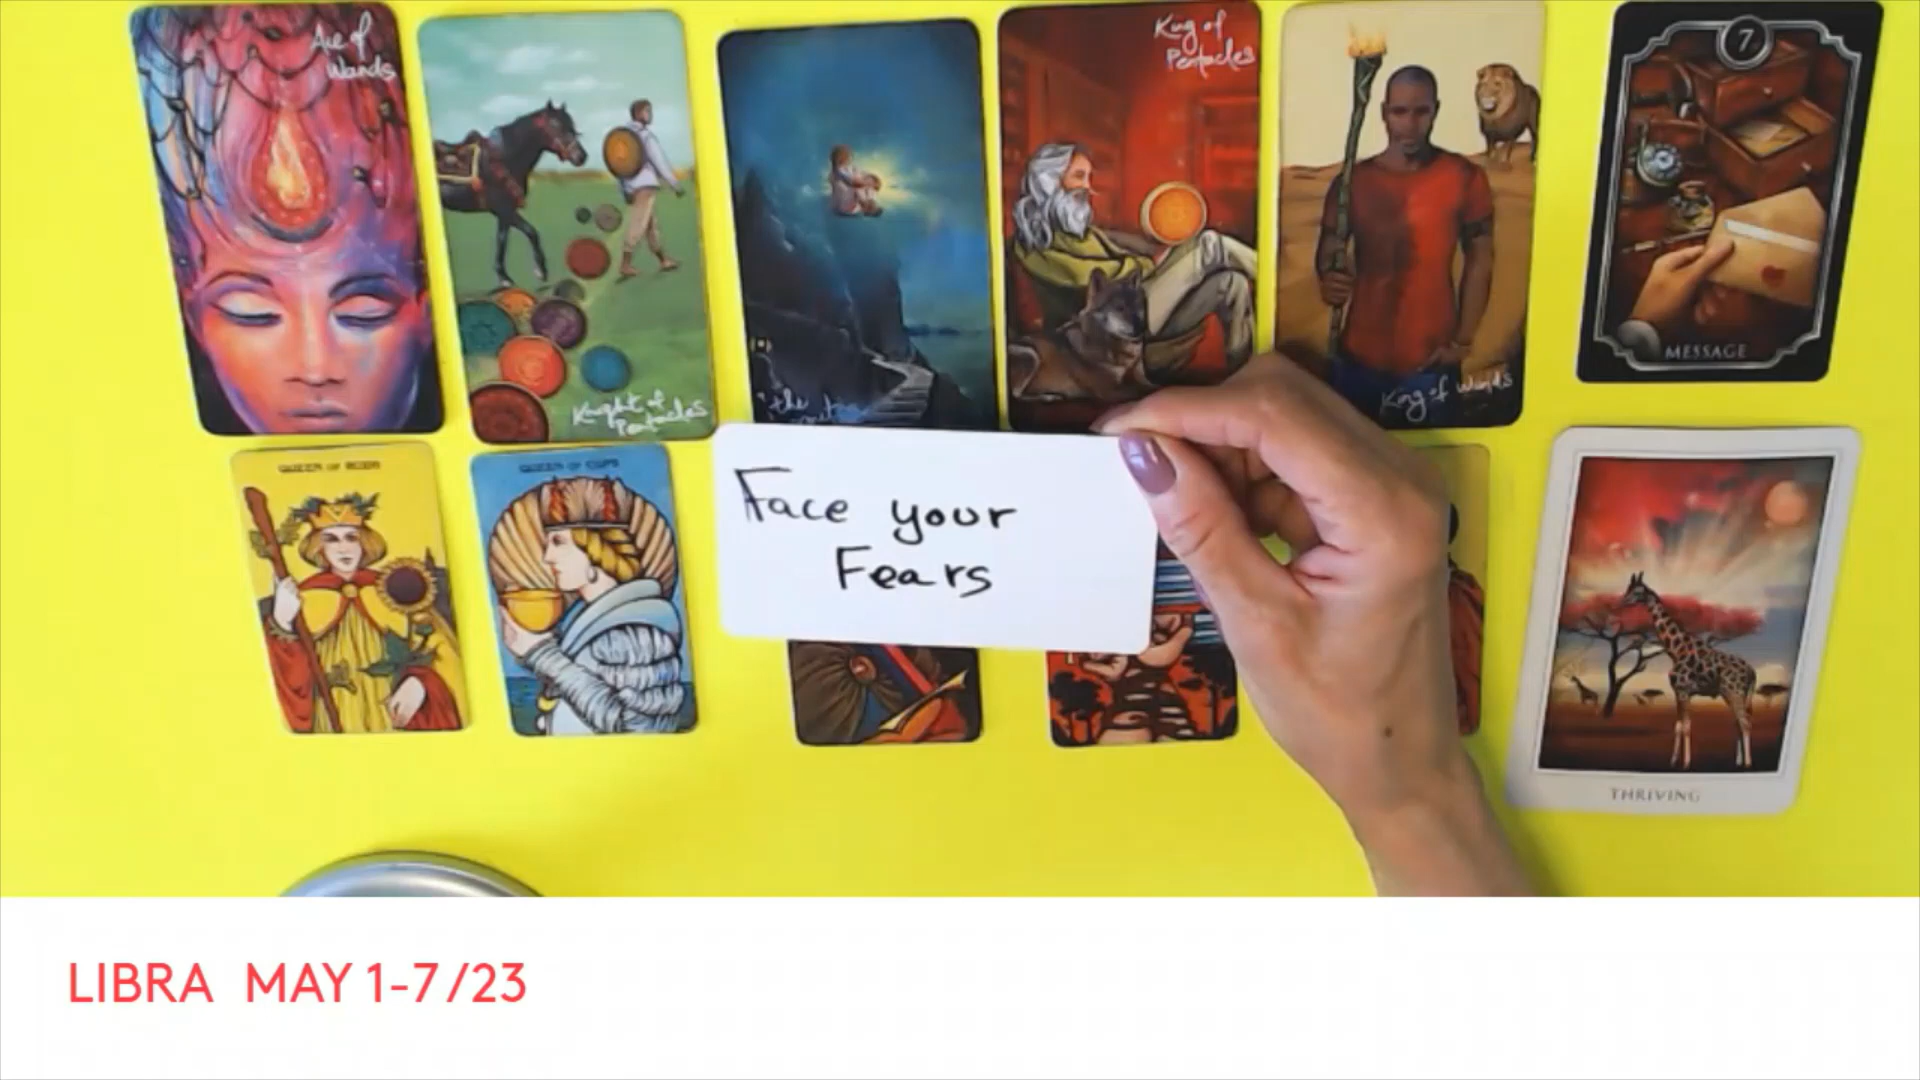 Ace of
Wands
King of
Pentacles
7
MESSAGE
King of Wands
Knight of
Pentacles
"the
QUEEN OF RODS
QUEEN OF CUPS
Face your
Fears
THRIVING
LIBRA MAY 1-7/23